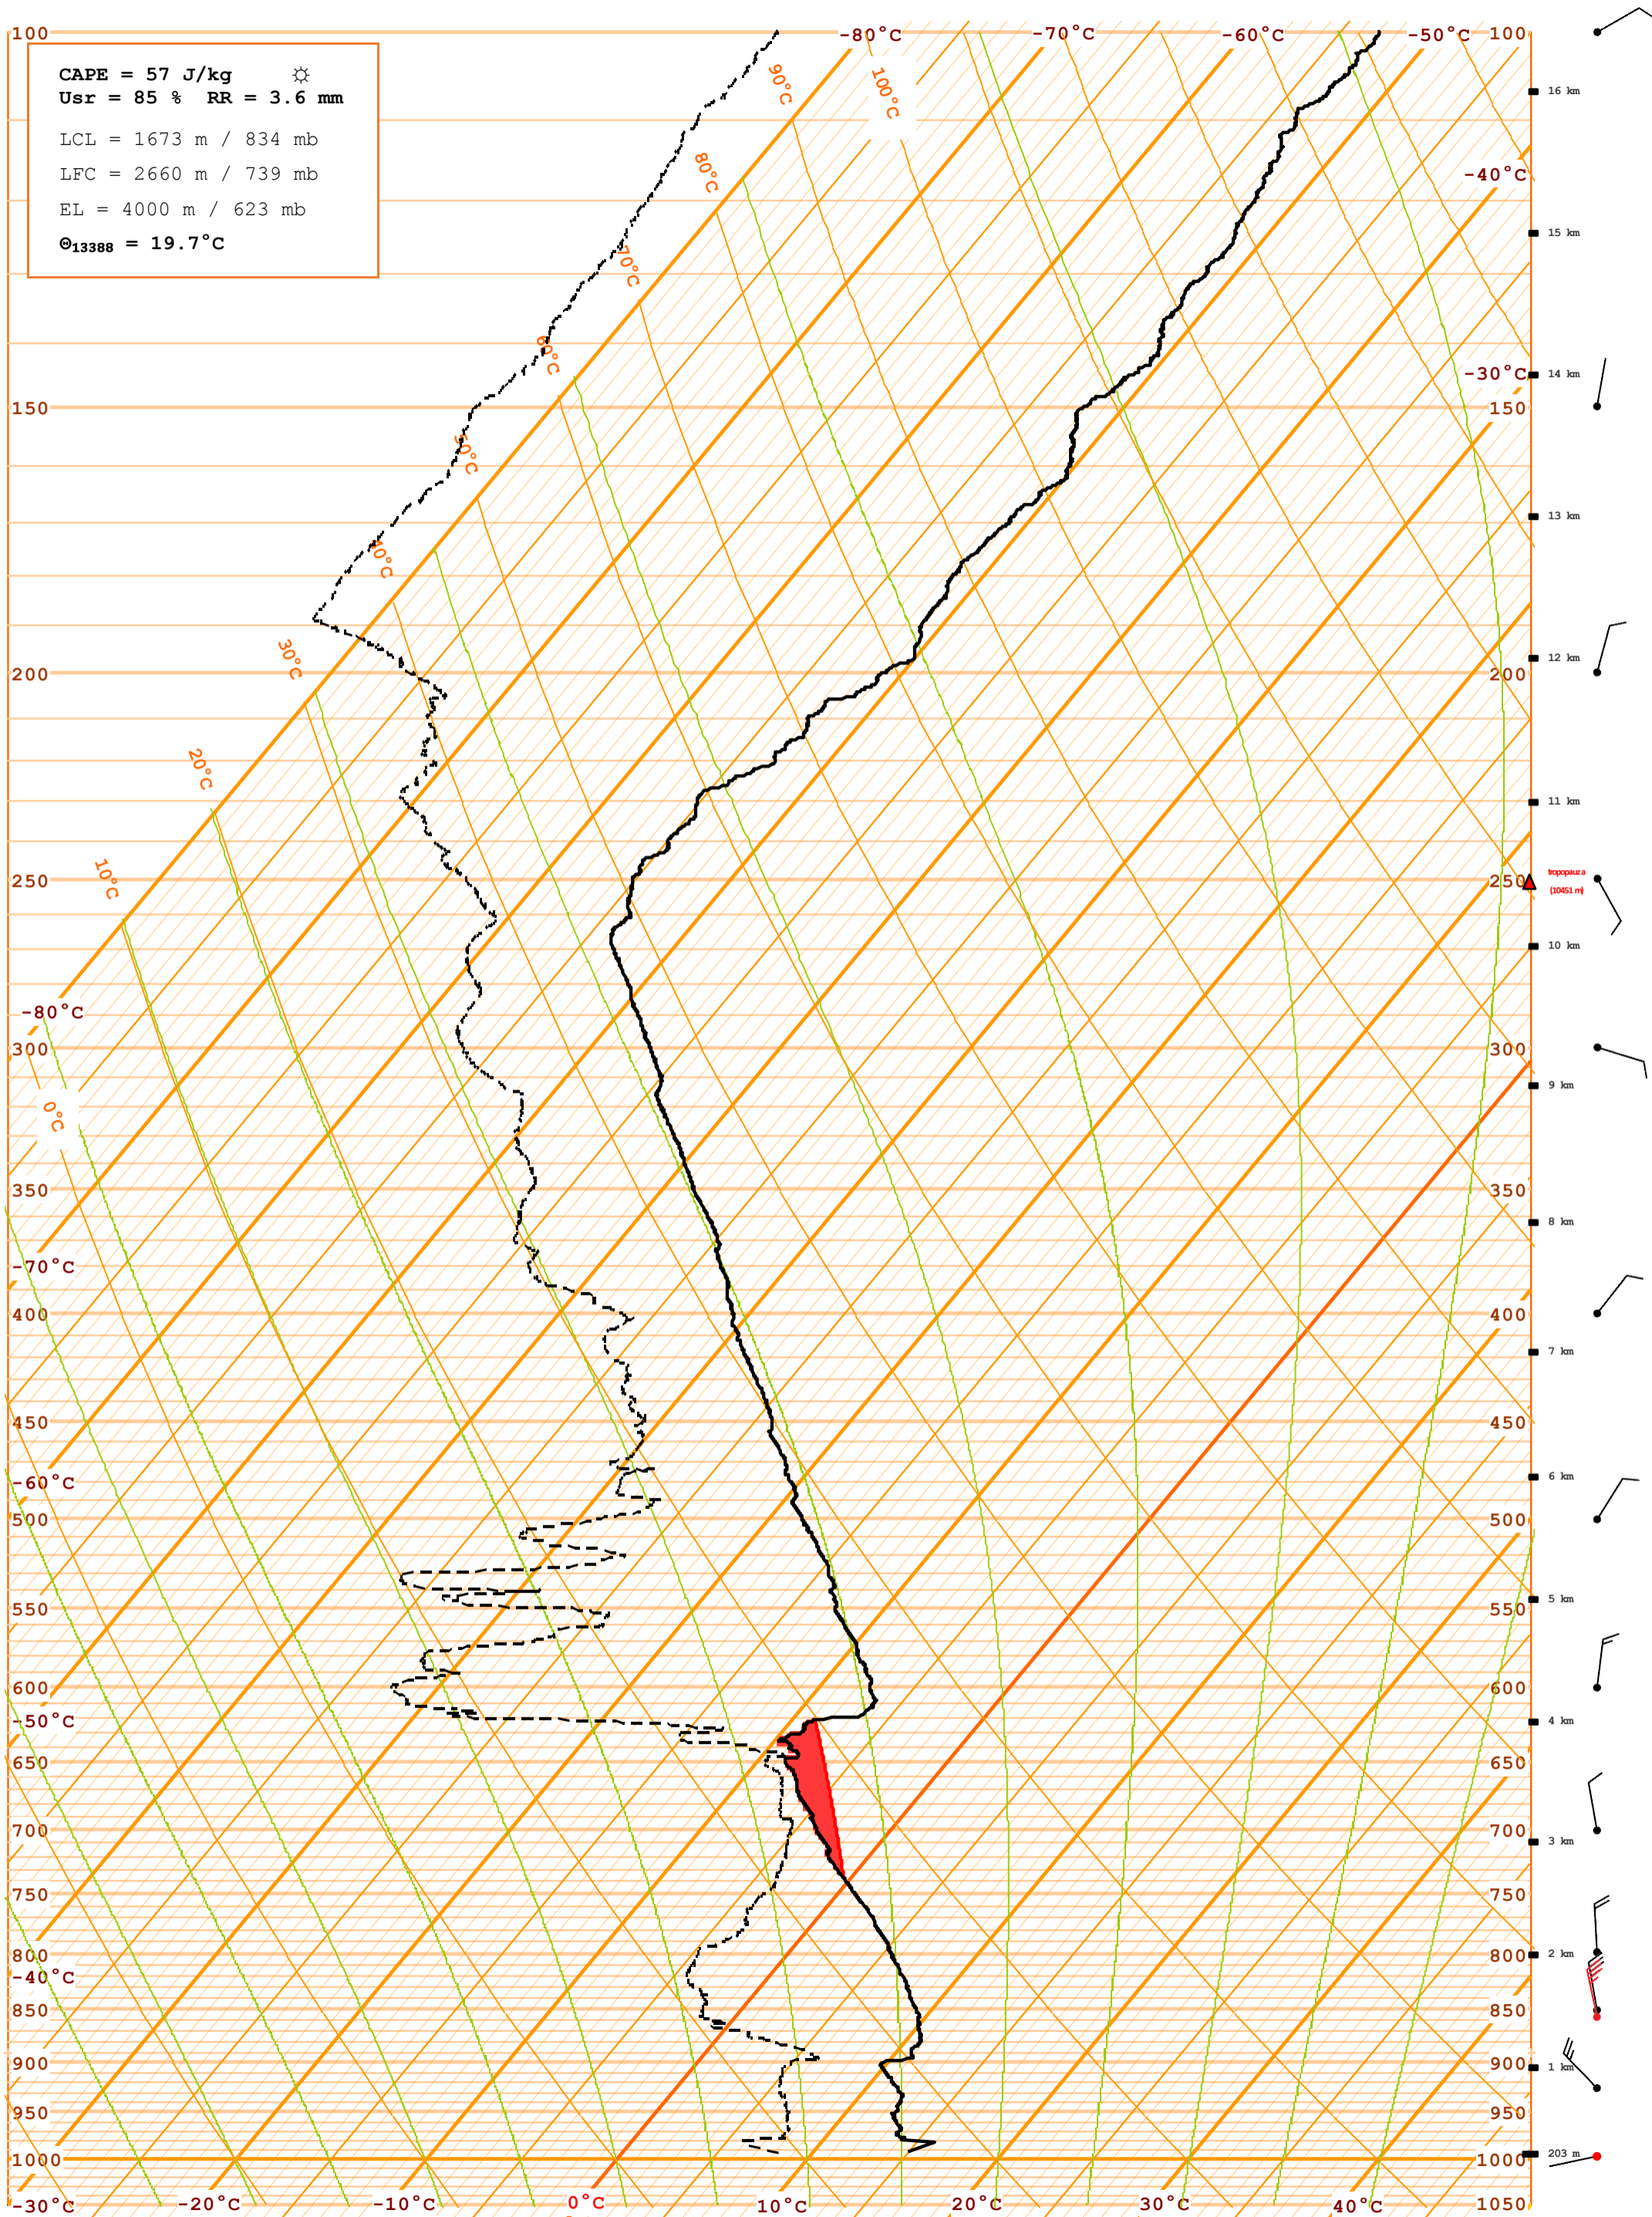 -80°C -70°C -60°C -50°C
100 100
CAPE = 57 J/kg ☼
Usr = 85 % RR = 3.6 mm
LCL = 1673 m / 834 mb
LFC = 2660 m / 739 mb
EL = 4000 m / 623 mb
Θ13388 = 19.7°C
90°C 100°C
16 km
80°C
-40°C
70°C
15 km
60°C
-30°C 14 km
150 150
50°C
13 km
40°C
30°C
12 km
200 200
20°C
11 km
10°C
250 250
tropopauza
(10451 m)
10 km
-80°C
300 300
9 km
0°C
350 350
8 km
-70°C
400 400
7 km
450 450
6 km
-60°C
500 500
5 km
550 550
600 600
-50°C 4 km
650 650
700 700
3 km
750 750
800 800 2 km
-40°C
850 850
900 900 1 km
950 950
1000 1000 203 m
-30°C -20°C -10°C 0°C 10°C 20°C 30°C 40°C 1050